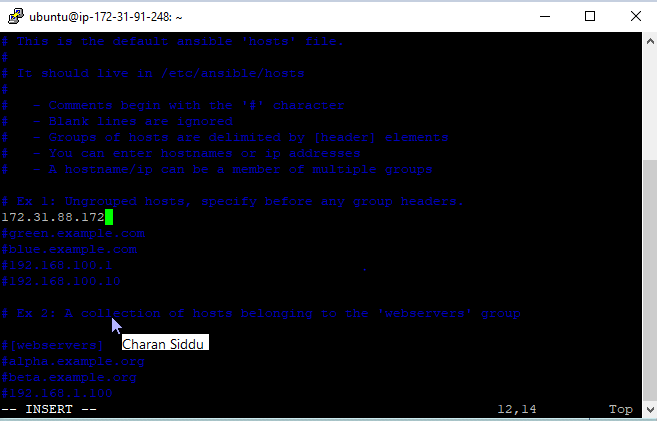 ubuntu@ip-172-31-91-248: ~
# This is the default ansible 'hosts' file.
#
# It should live in /etc/ansible/hosts
#
#   - Comments begin with the '#' character
#   - Blank lines are ignored
#   - Groups of hosts are delimited by [header] elements
#   - You can enter hostnames or ip addresses
#   - A hostname/ip can be a member of multiple groups
# Ex 1: Ungrouped hosts, specify before any group headers.
172.31.88.172
#green.example.com
#blue.example.com
#192.168.100.1
#192.168.100.10
# Ex 2: A collection of hosts belonging to the 'webservers' group
#[webservers]
Charan Siddu
#alpha.example.org
#beta.example.org
#192.168.1.100
-- INSERT -- 12,14 Top